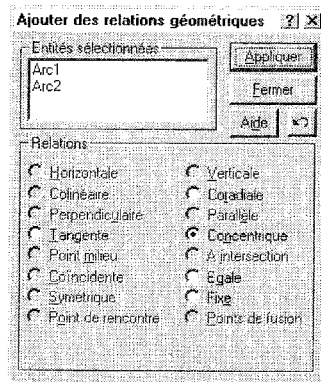 Ajouter des relations géométriques
Entités sélectionnées
Arc1
Arc2
Appliquer
Fermer
Aide
Relations
Horizontale
Verticale
Colinéaire
Coradiale
Perpendiculaire
Parallèle
Tangente
Concentrique
Point milieu
A intersection
Coïncidente
Egale
Symétrique
Fixe
Point de rencontre
Points de fusion